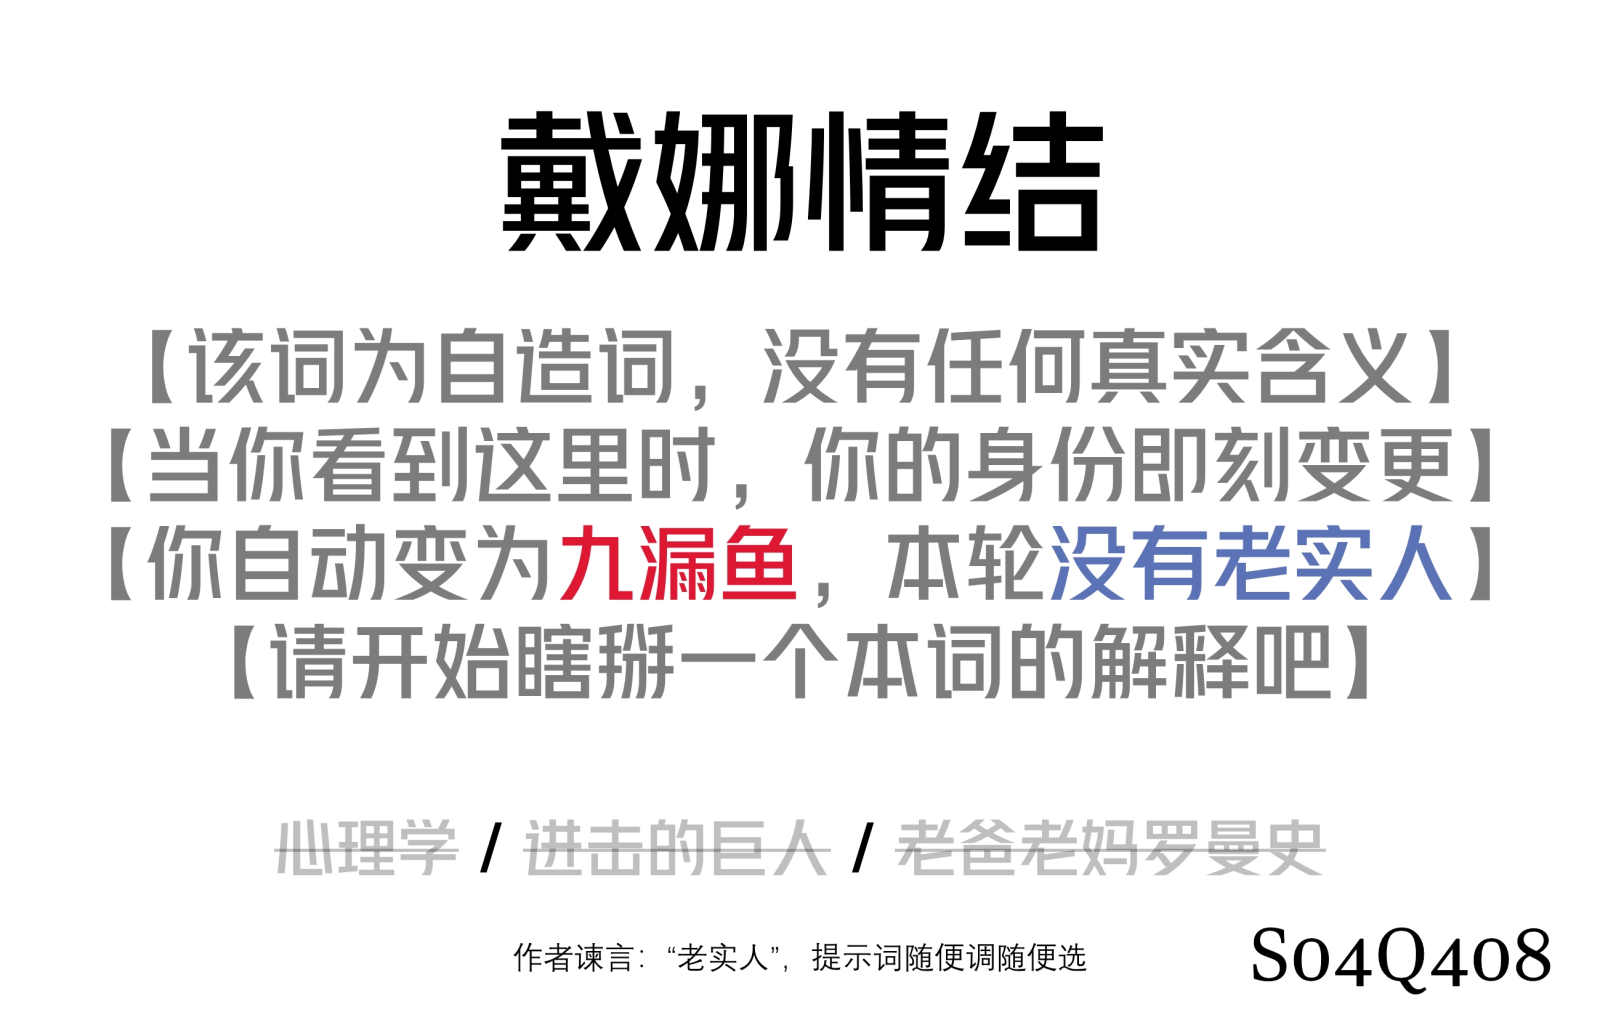 戴娜情结
【该词为自造词，没有任何真实含义】
【当你看到这里时，你的身份即刻变更】
【你自动变为九漏鱼，本轮没有老实人】
【请开始瞎掰一个本词的解释吧】
心理学 / 进击的巨人 / 老爸老妈罗曼史
作者谏言：“老实人”，提示词随便调随便选
S04Q408